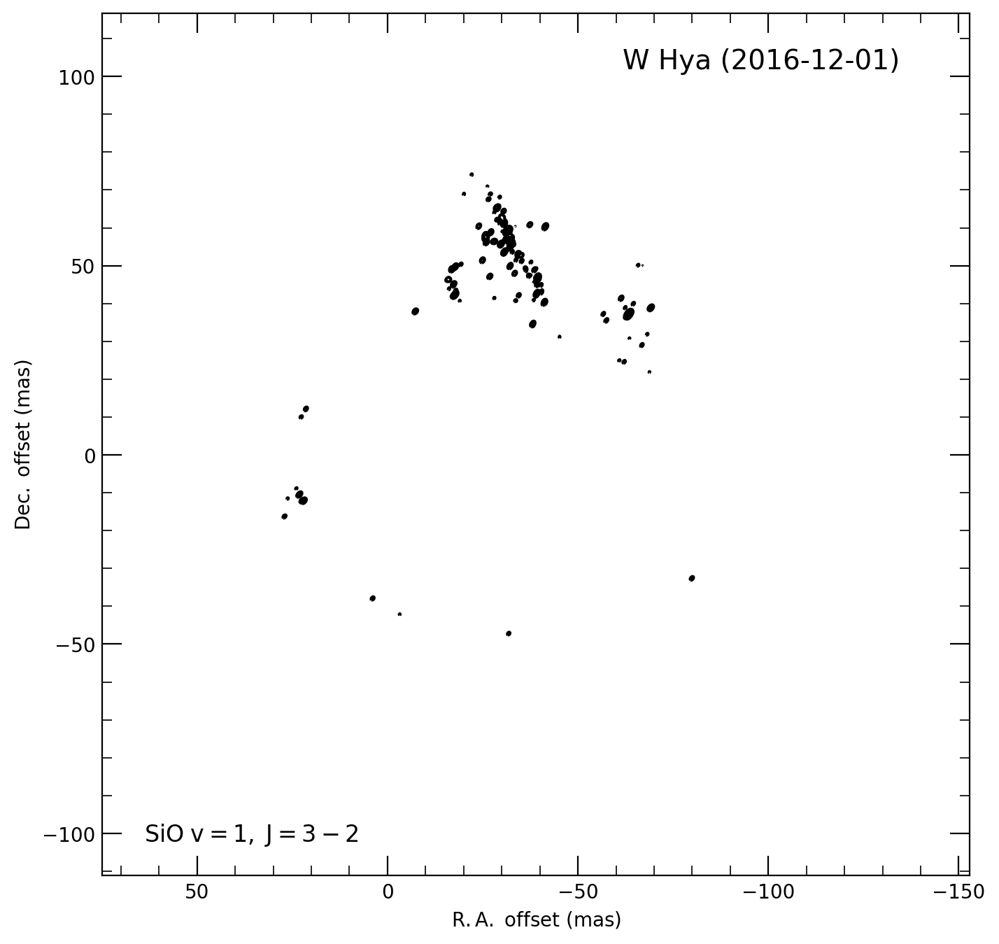 W Hya (2016-12-01)
100
50
0
−50
−100
Dec. offset (mas)
SiO v = 1, J = 3 − 2
50 0 −50 −100 −150
R.A. offset (mas)